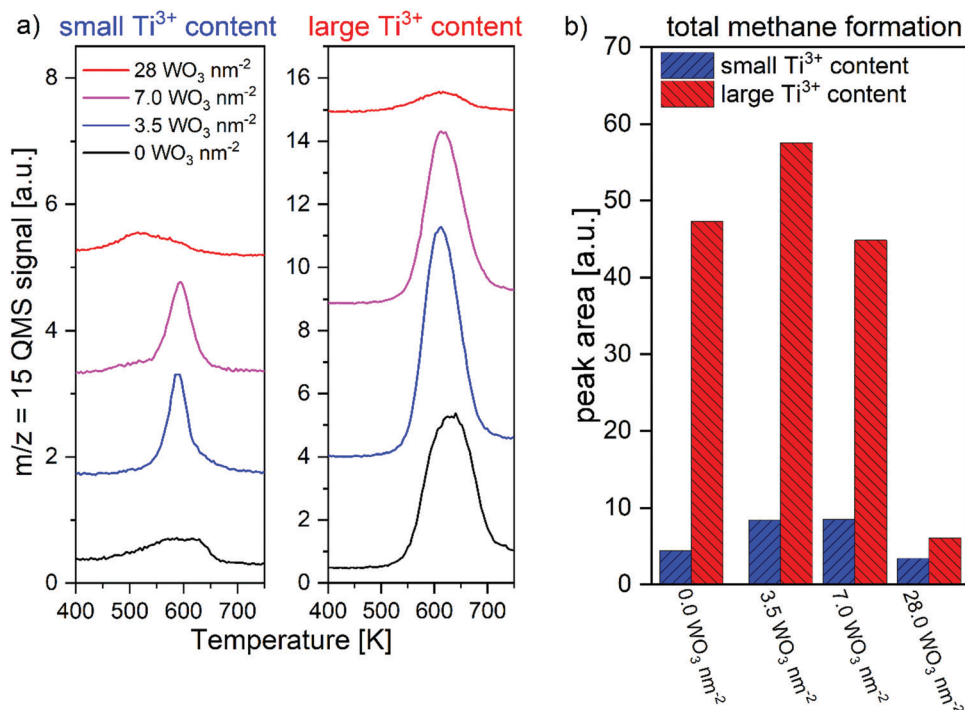 a) small Ti³⁺ content large Ti³⁺ content
28 WO₃ nm⁻²
7.0 WO₃ nm⁻²
3.5 WO₃ nm⁻²
0 WO₃ nm⁻²
m/z = 15 QMS signal [a.u.]
8
6
4
2
0
16
14
12
10
8
6
4
2
0
400 500 600 700
400 500 600 700
Temperature [K]
b) total methane formation
small Ti³⁺ content
large Ti³⁺ content
peak area [a.u.]
70
60
50
40
30
20
10
0
0.0 WO₃ nm⁻²
3.5 WO₃ nm⁻²
7.0 WO₃ nm⁻²
28.0 WO₃ nm⁻²